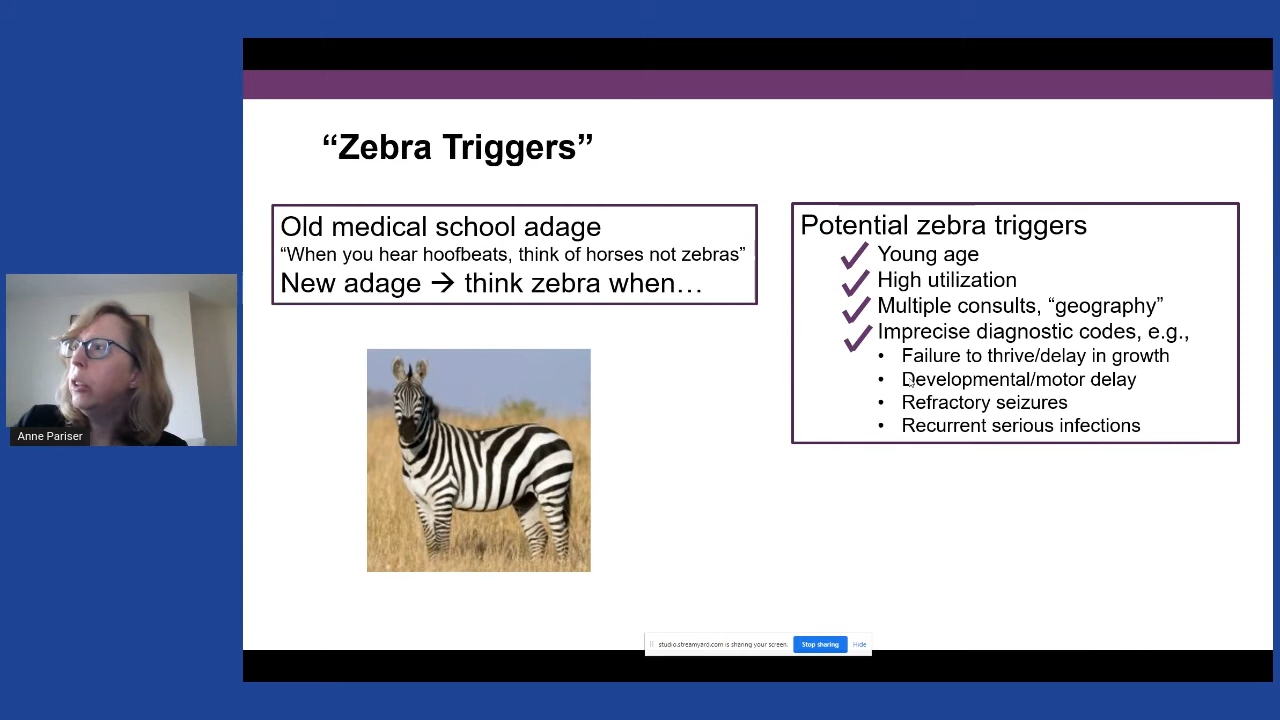 “Zebra Triggers”
Old medical school adage
“When you hear hoofbeats, think of horses not zebras”
New adage → think zebra when…
Potential zebra triggers
Young age
High utilization
Multiple consults, “geography”
Imprecise diagnostic codes, e.g.,
• Failure to thrive/delay in growth
• Developmental/motor delay
• Refractory seizures
• Recurrent serious infections
Anne Pariser
studio.streamyard.com is sharing your screen.
Stop sharing
Hide